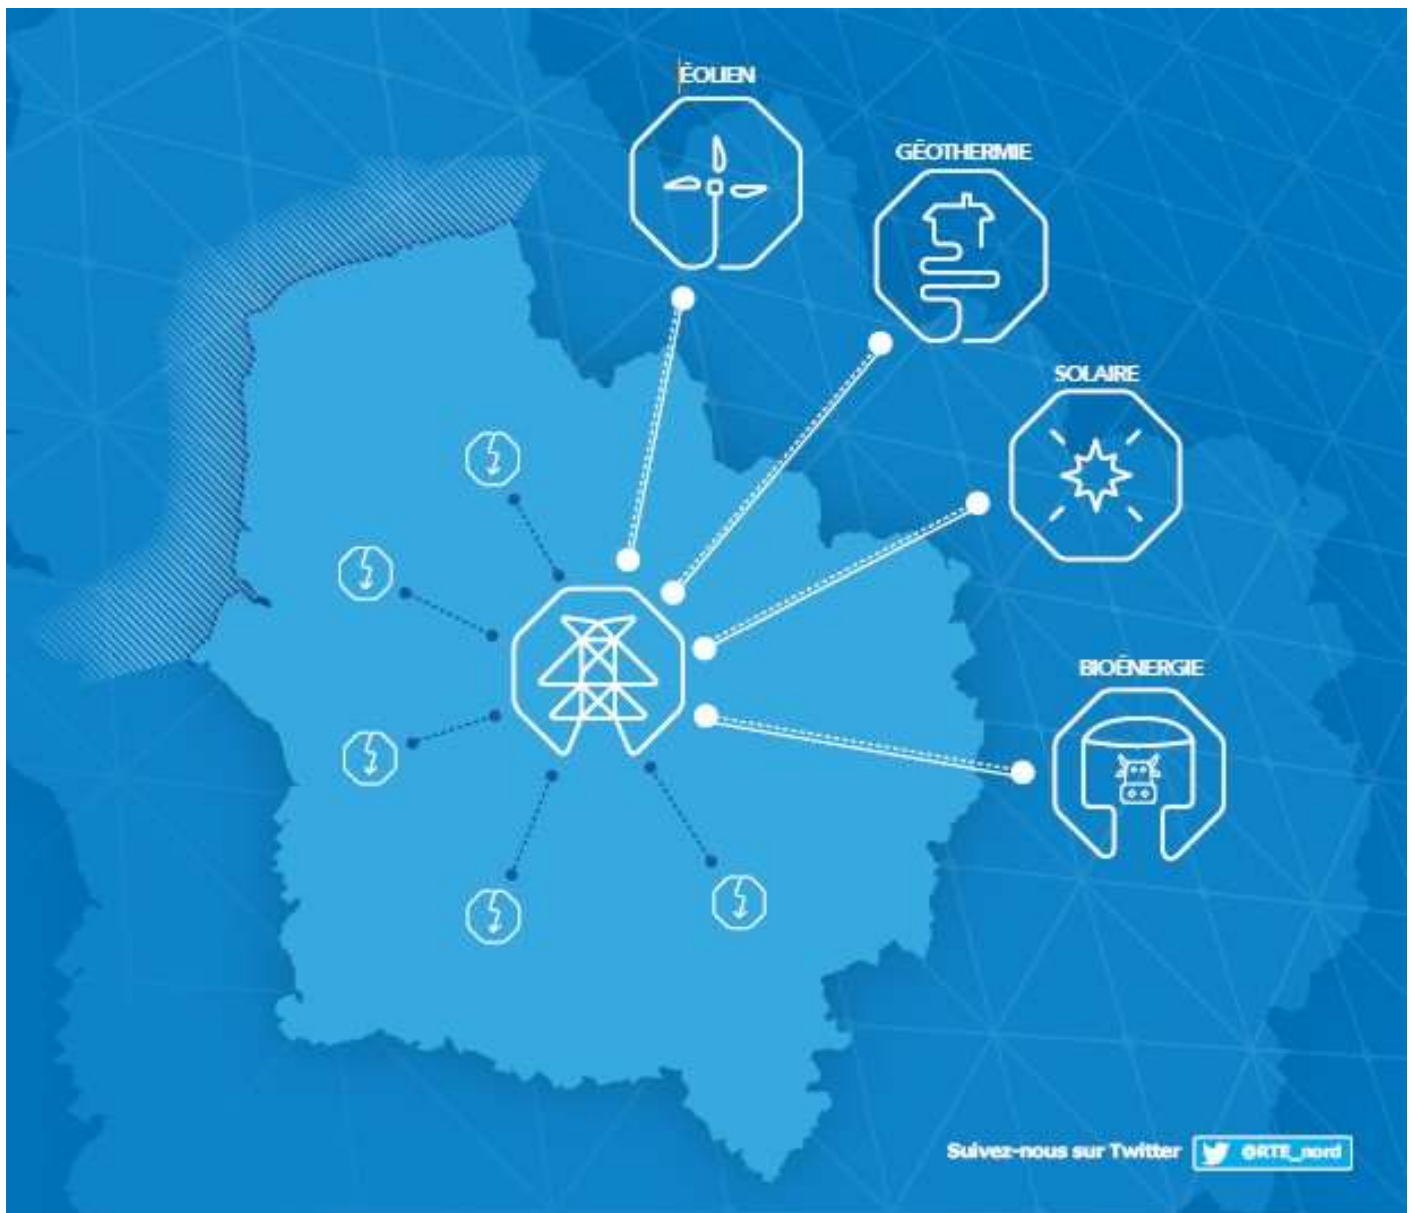 ÉOLIEN
GÉOTHERMIE
SOLAIRE
BIOÉNERGIE
Suivez-nous sur Twitter @RTE_nord